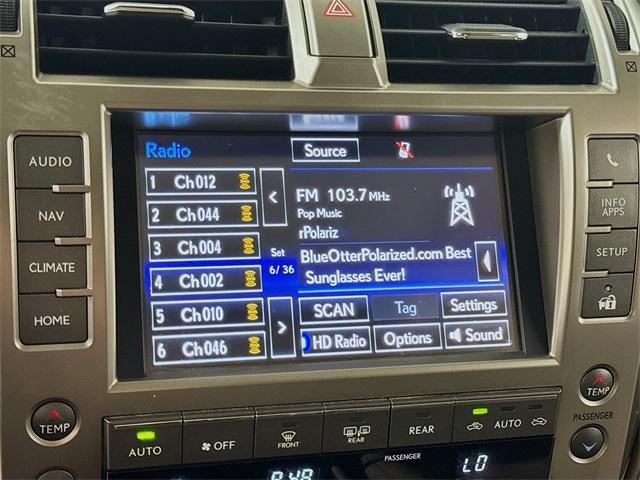 Radio
Source
1 Ch012
2 Ch044
3 Ch004
4 Ch002
5 Ch010
6 Ch046
Set
6/36
FM 103.7 MHz
Pop Music
rPolariz
BlueOtterPolarized.com Best
Sunglasses Ever!
SCAN
Tag
Settings
HD Radio
Options
Sound
AUDIO
NAV
CLIMATE
HOME
INFO
APPS
SETUP
TEMP
AUTO
OFF
FRONT
REAR
REAR
AUTO
TEMP
PASSENGER
PASSENGER
LO